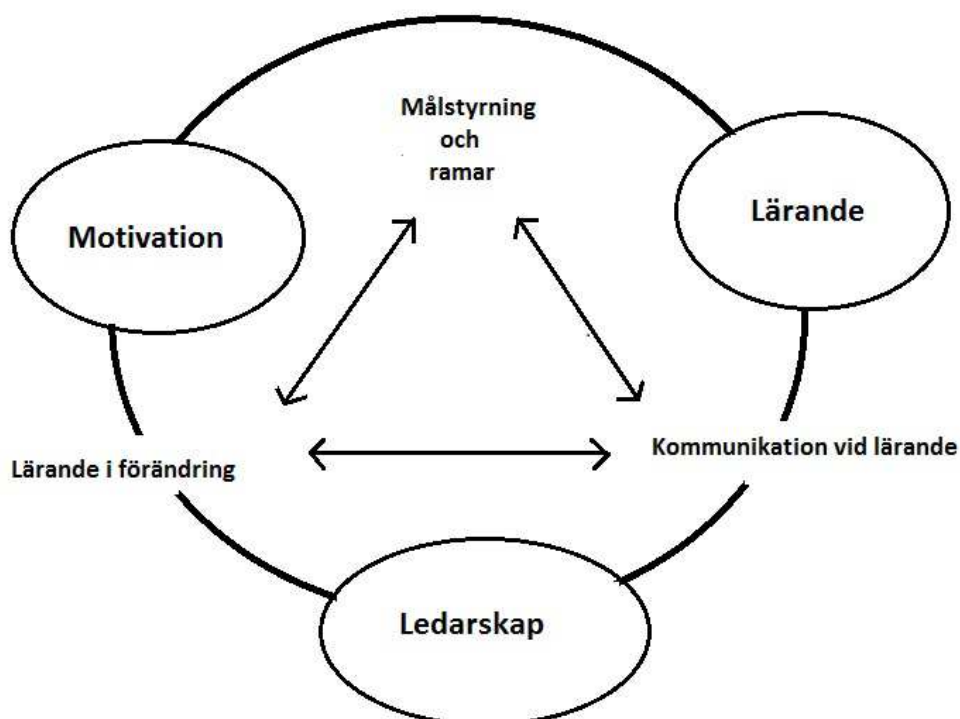 Målstyrning
och
ramar
Motivation
Lärande
Lärande i förändring
Kommunikation vid lärande
Ledarskap